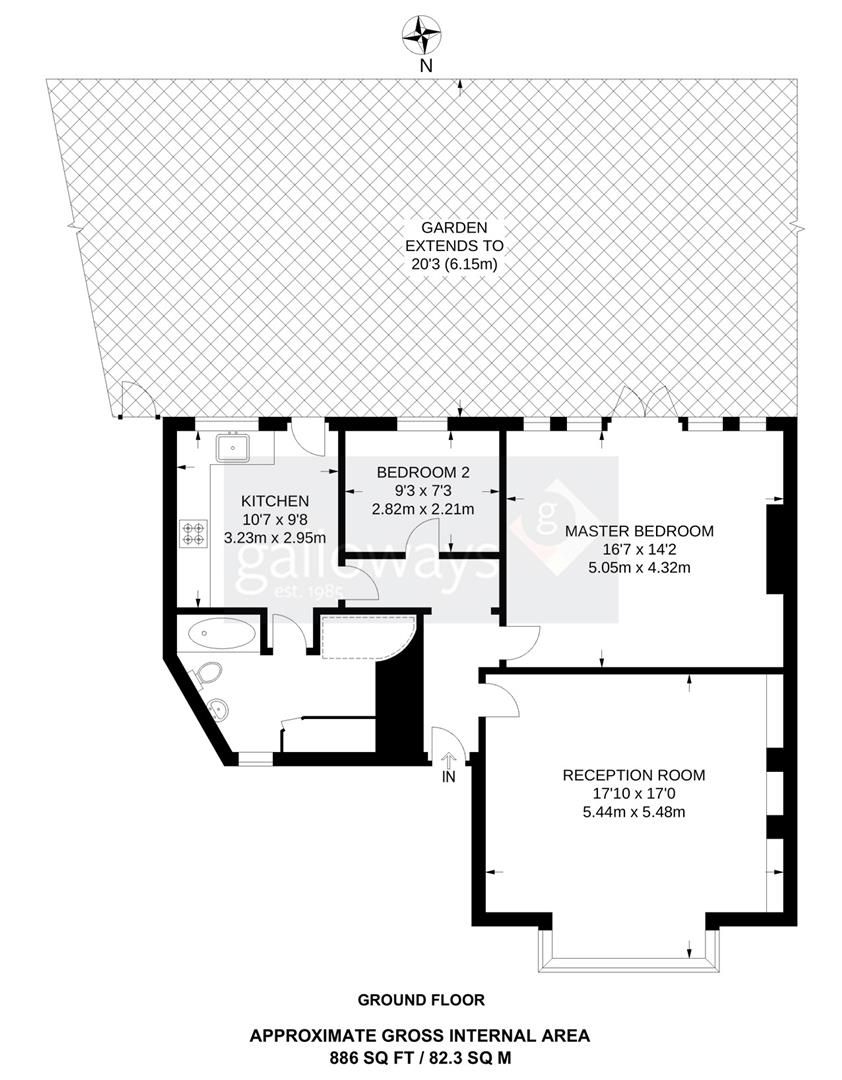 N
GARDEN
EXTENDS TO
20'3 (6.15m)
KITCHEN
10'7 x 9'8
3.23m x 2.95m
BEDROOM 2
9'3 x 7'3
2.82m x 2.21m
MASTER BEDROOM
16'7 x 14'2
5.05m x 4.32m
g
galloways
est. 1985
IN
RECEPTION ROOM
17'10 x 17'0
5.44m x 5.48m
GROUND FLOOR
APPROXIMATE GROSS INTERNAL AREA
886 SQ FT / 82.3 SQ M